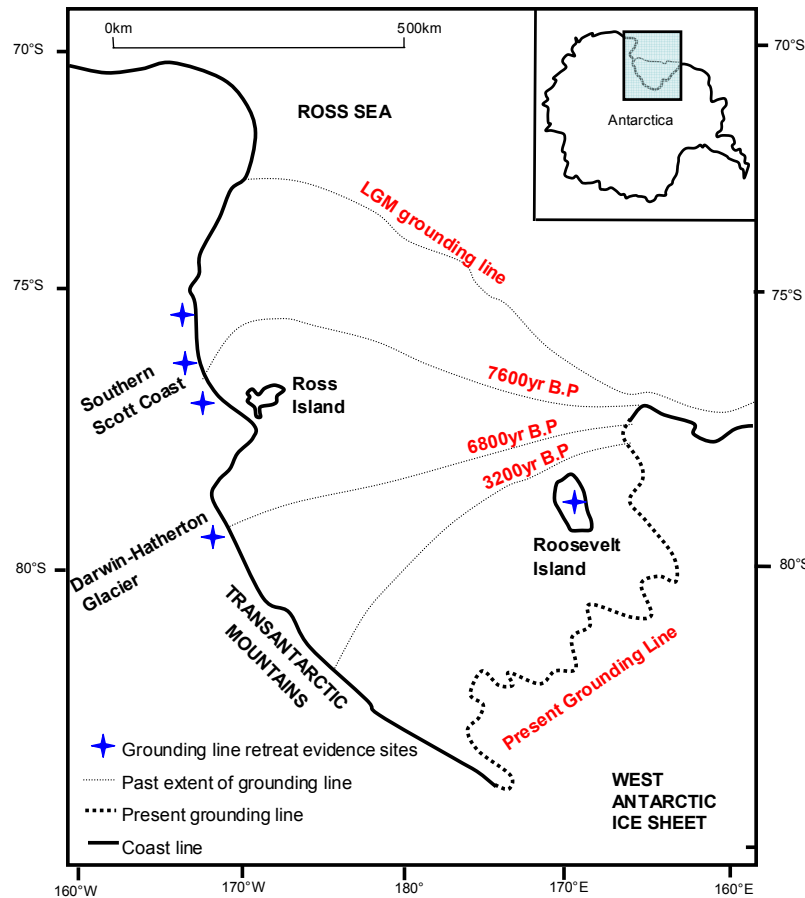 0km
500km
70°S
70°S
ROSS SEA
Antarctica
LGM grounding line
75°S
75°S
Southern
Scott Coast
Ross
Island
7600yr B.P
6800yr B.P
3200yr B.P
Roosevelt
Island
Darwin-Hatherton
Glacier
80°S
80°S
TRANSANTARCTIC
MOUNTAINS
Present Grounding Line
Grounding line retreat evidence sites
Past extent of grounding line
Present grounding line
Coast line
WEST
ANTARCTIC
ICE SHEET
160°W
170°W
180°
170°E
160°E